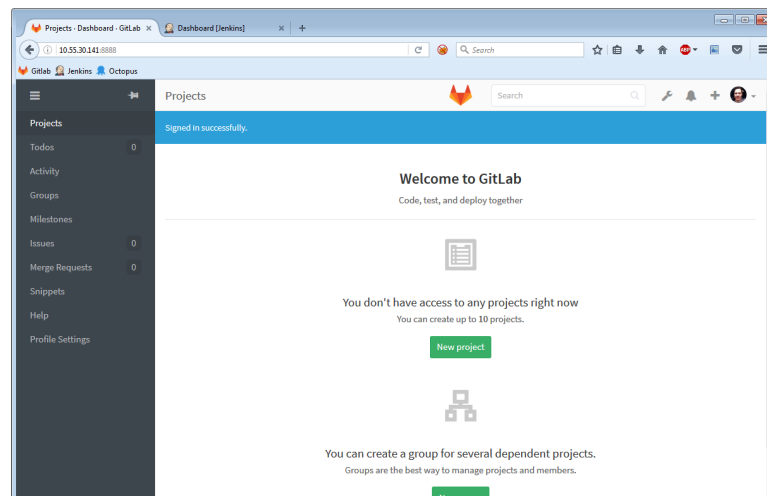 Projects · Dashboard · GitLab
Dashboard [Jenkins]
10.55.30.141:8888
Search
ABP
Gitlab Jenkins Octopus
Projects
Search
Projects
Signed in successfully.
Todos 0
Activity
Groups
Milestones
Issues 0
Merge Requests 0
Snippets
Help
Profile Settings
Welcome to GitLab
Code, test, and deploy together
You don't have access to any projects right now
You can create up to 10 projects.
New project
You can create a group for several dependent projects.
Groups are the best way to manage projects and members.